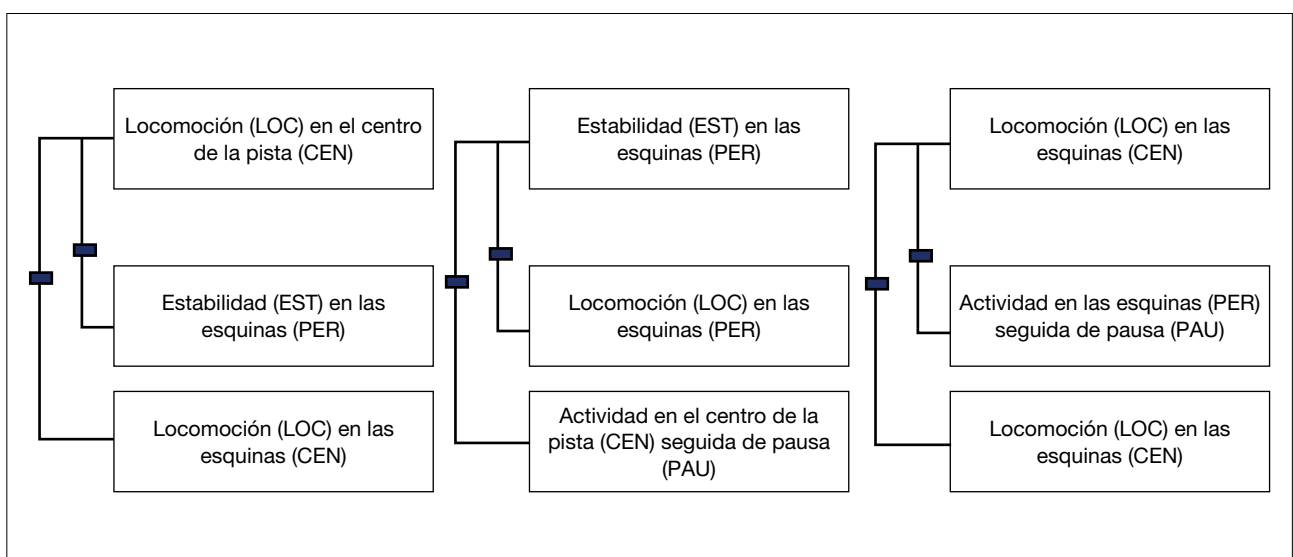 Locomoción (LOC) en el centro
de la pista (CEN)
Estabilidad (EST) en las
esquinas (PER)
Locomoción (LOC) en las
esquinas (CEN)
Estabilidad (EST) en las
esquinas (PER)
Locomoción (LOC) en las
esquinas (PER)
Actividad en el centro de la
pista (CEN) seguida de pausa
(PAU)
Locomoción (LOC) en las
esquinas (CEN)
Actividad en las esquinas (PER)
seguida de pausa (PAU)
Locomoción (LOC) en las
esquinas (CEN)